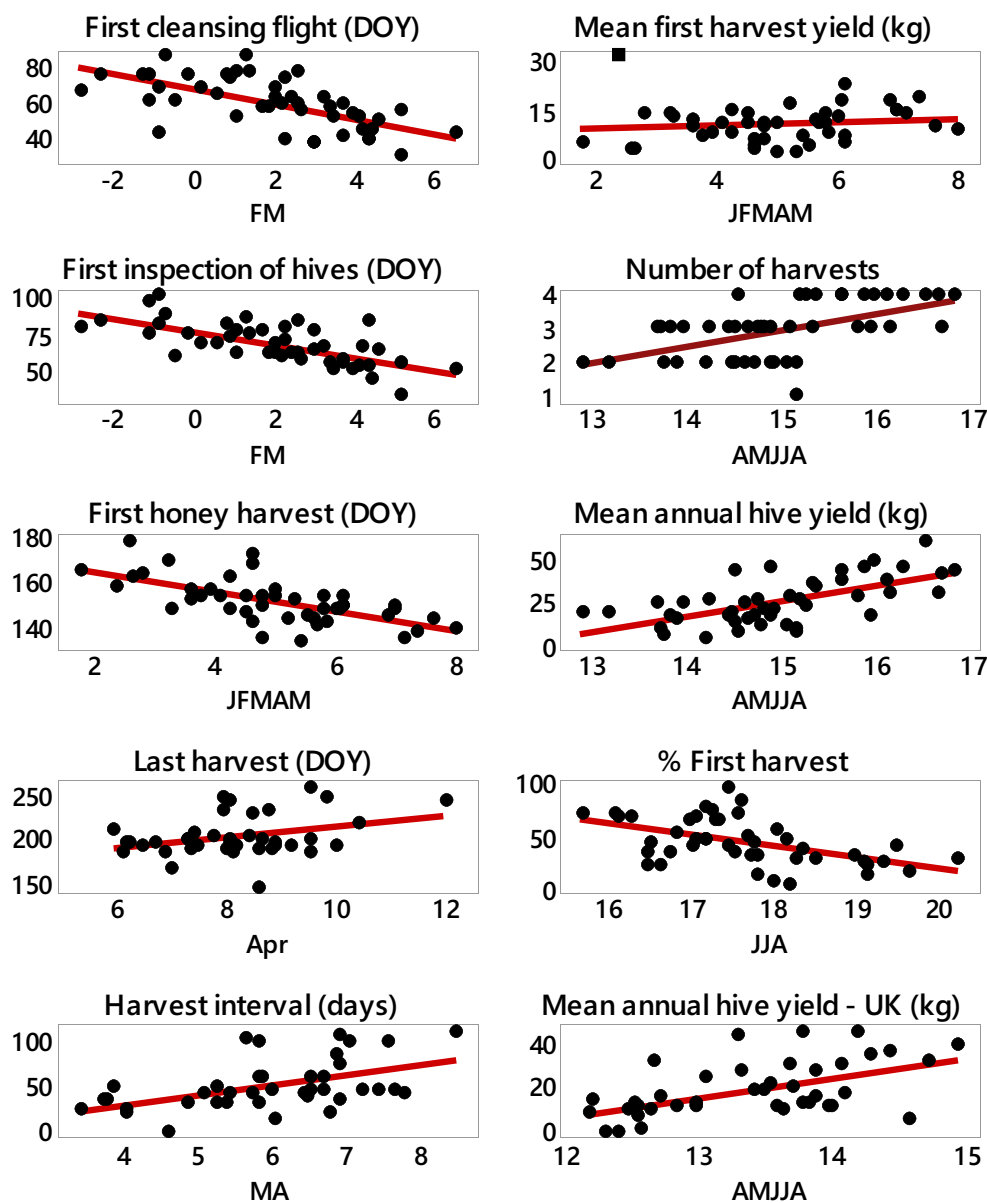 First cleansing flight (DOY)
80
60
40
-2 0 2 4 6
FM
Mean first harvest yield (kg)
30
15
0
2 4 6 8
JFMAM
First inspection of hives (DOY)
100
75
50
-2 0 2 4 6
FM
Number of harvests
4
3
2
1
13 14 15 16 17
AMJJA
First honey harvest (DOY)
180
160
140
2 4 6 8
JFMAM
Mean annual hive yield (kg)
50
25
0
13 14 15 16 17
AMJJA
Last harvest (DOY)
250
200
150
6 8 10 12
Apr
% First harvest
100
50
0
16 17 18 19 20
JJA
Harvest interval (days)
100
50
0
4 5 6 7 8
MA
Mean annual hive yield - UK (kg)
40
20
0
12 13 14 15
AMJJA